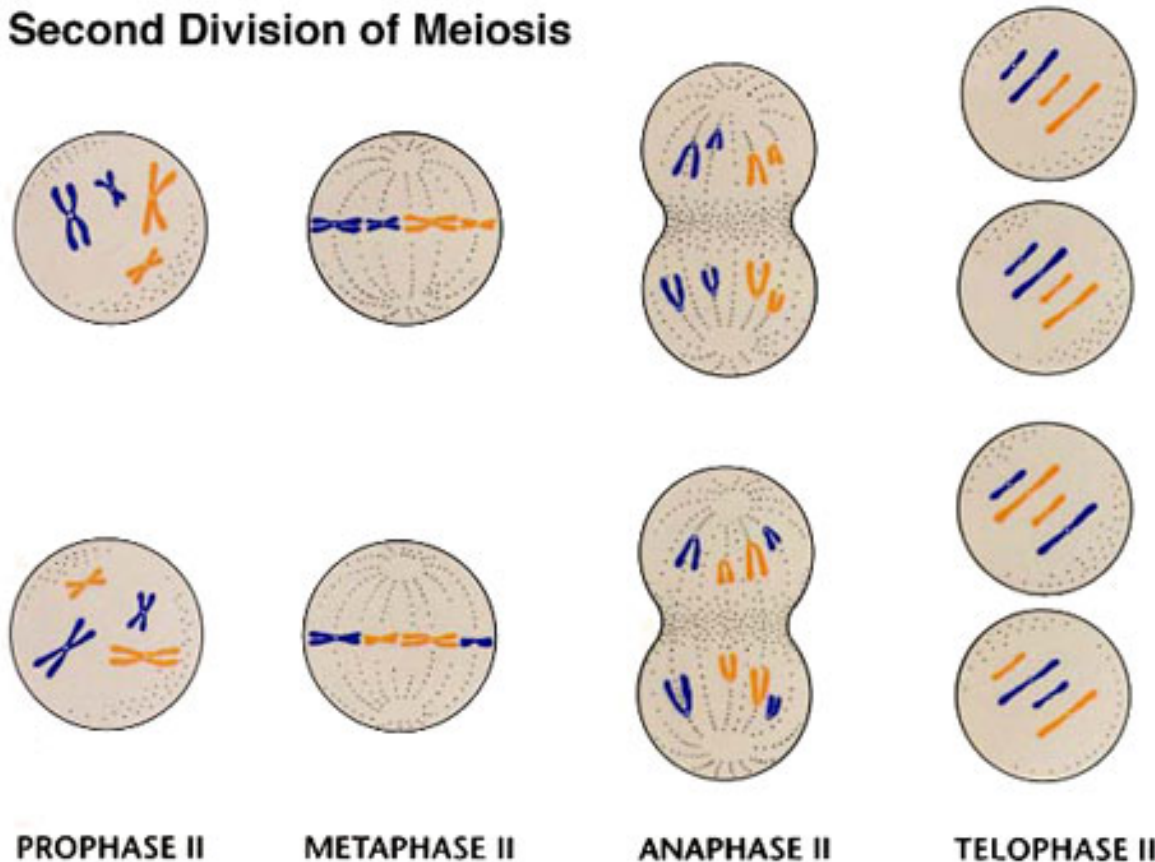 Second Division of Meiosis
PROPHASE II
METAPHASE II
ANAPHASE II
TELOPHASE II